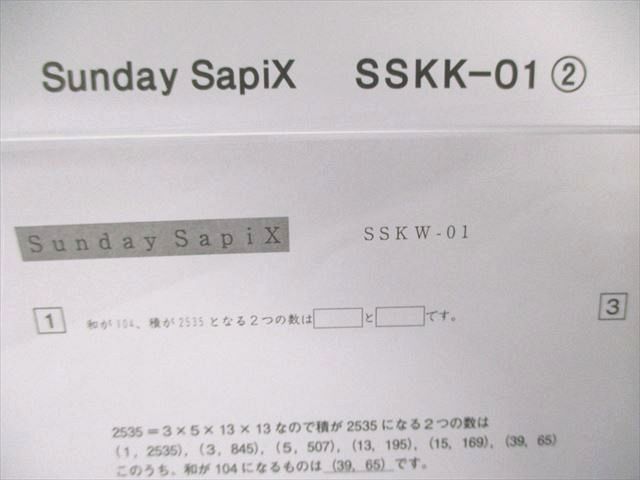 Sunday SapiX SSKK-01②
Sunday SapiX SSKW-01
1 和が104、積が2535となる2つの数は と です。
3
2535=3×5×13×13なので積が2535になる2つの数は
(1, 2535), (3, 845), (5, 507), (13, 195), (15, 169), (39, 65)
このうち、和が104になるものは (39, 65) です。